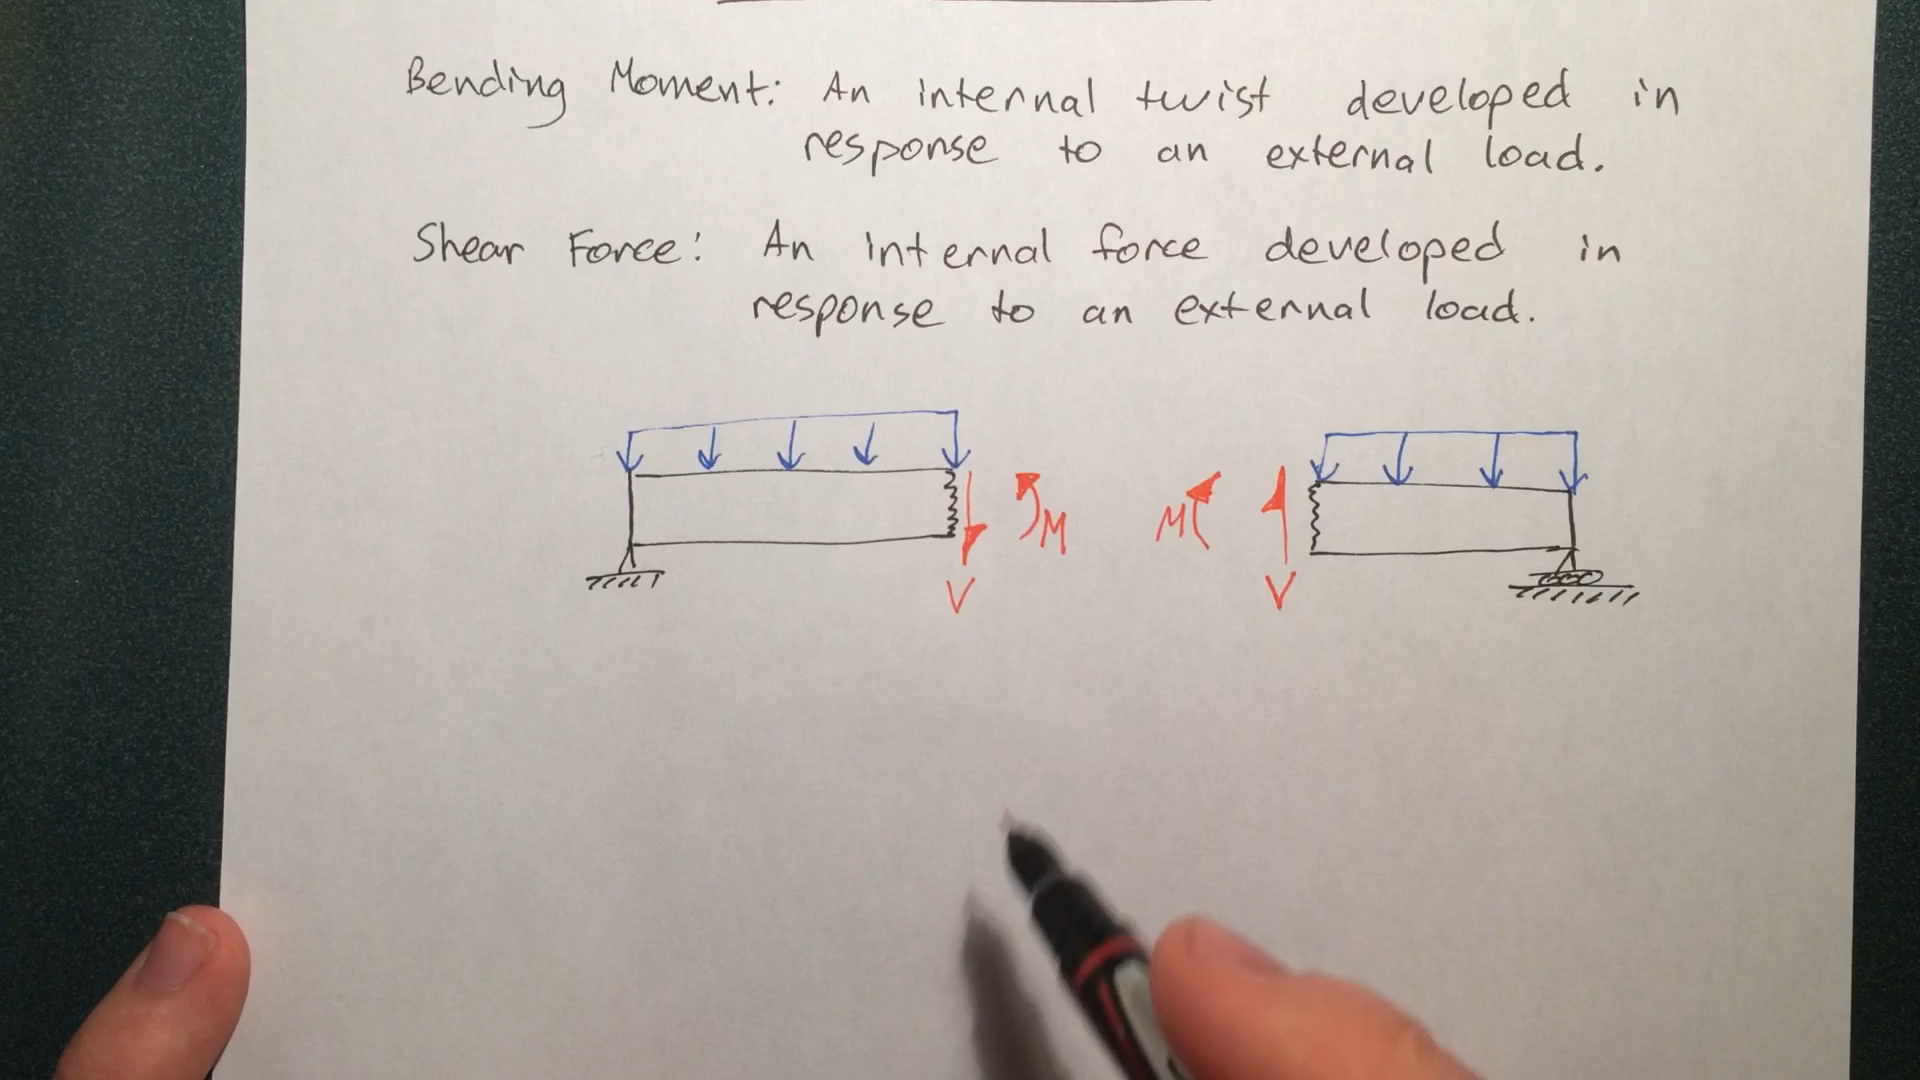 Bending Moment: An internal twist developed in
response to an external load.
Shear Force: An internal force developed in
response to an external load.
M M
V V